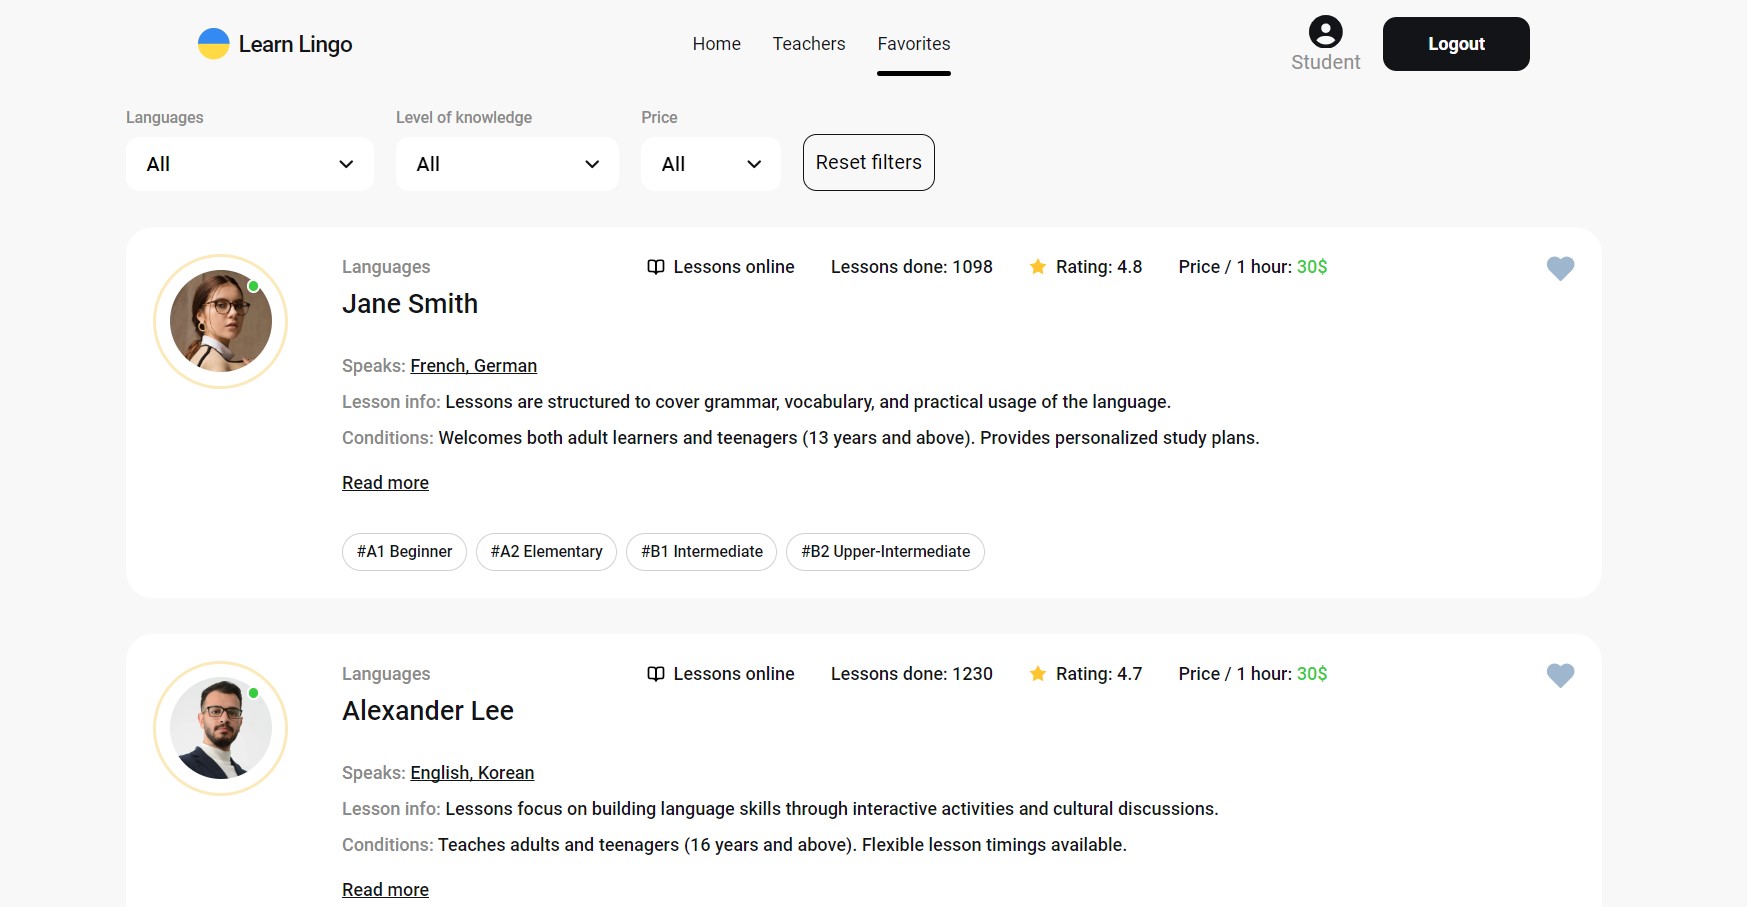 Learn Lingo
Home Teachers Favorites
Student
Logout
Languages Level of knowledge Price
All All All Reset filters
Languages Lessons online Lessons done: 1098 Rating: 4.8 Price / 1 hour: 30$
Jane Smith
Speaks: French, German
Lesson info: Lessons are structured to cover grammar, vocabulary, and practical usage of the language.
Conditions: Welcomes both adult learners and teenagers (13 years and above). Provides personalized study plans.
Read more
#A1 Beginner #A2 Elementary #B1 Intermediate #B2 Upper-Intermediate
Languages Lessons online Lessons done: 1230 Rating: 4.7 Price / 1 hour: 30$
Alexander Lee
Speaks: English, Korean
Lesson info: Lessons focus on building language skills through interactive activities and cultural discussions.
Conditions: Teaches adults and teenagers (16 years and above). Flexible lesson timings available.
Read more